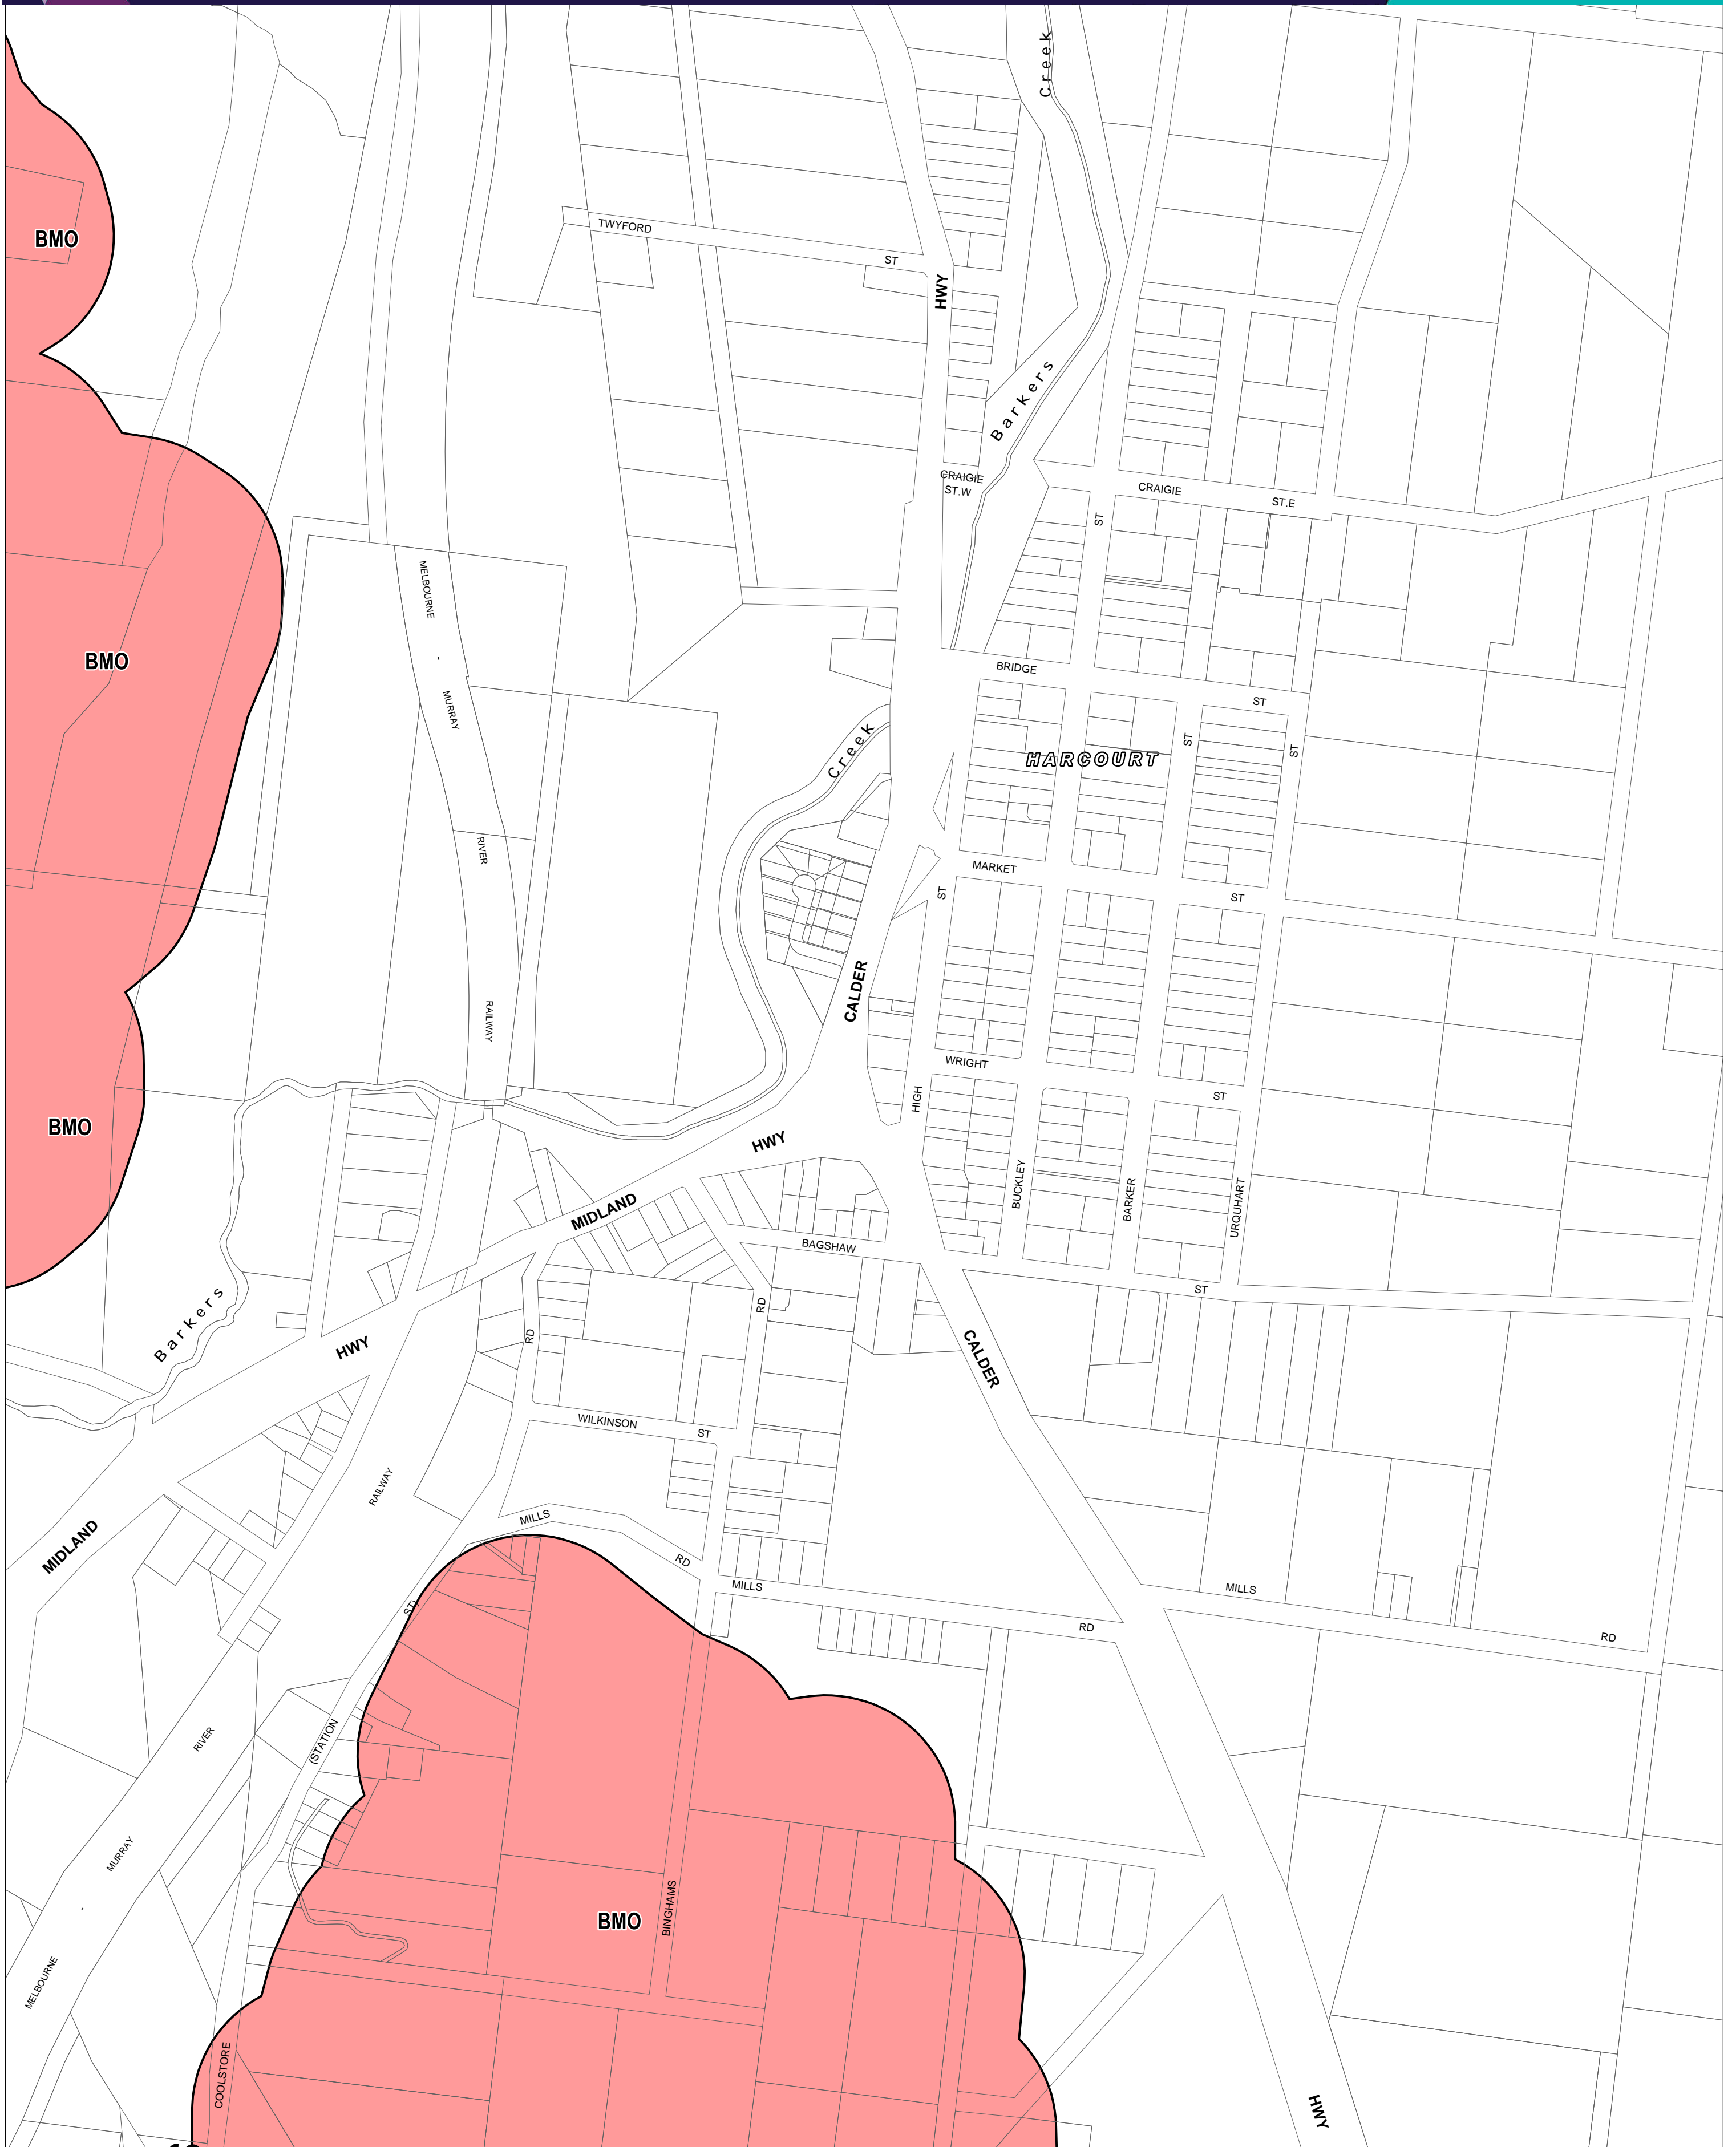 Creek
BMO
TWYFORD
ST
HWY
Barkers
CRAIGIE
ST.W
CRAIGIE
ST.E
ST
MELBOURNE
-
MURRAY
RIVER
RAILWAY
BMO
BRIDGE
ST
ST
ST
HARCOURT
Creek
MARKET
ST
ST
CALDER
WRIGHT
ST
HIGH
BMO
HWY
MIDLAND
BUCKLEY
BARKER
URQUHART
BAGSHAW
ST
Barkers
RD
RD
HWY
CALDER
WILKINSON
ST
RAILWAY
MIDLAND
MILLS
RD
MILLS
RD
MILLS
RD
ST)
(STATION
RIVER
MURRAY
-
MELBOURNE
BMO
BINGHAMS
COOLSTORE
HWY